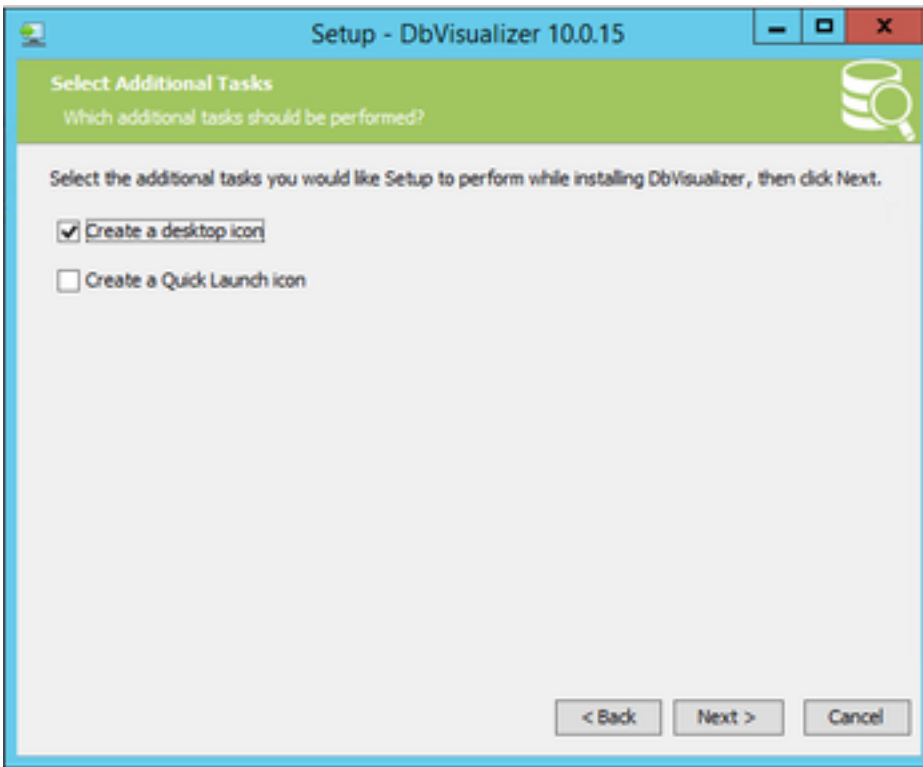 Setup - DbVisualizer 10.0.15
Select Additional Tasks
Which additional tasks should be performed?
Select the additional tasks you would like Setup to perform while installing DbVisualizer, then click Next.
Create a desktop icon
Create a Quick Launch icon
< Back
Next >
Cancel